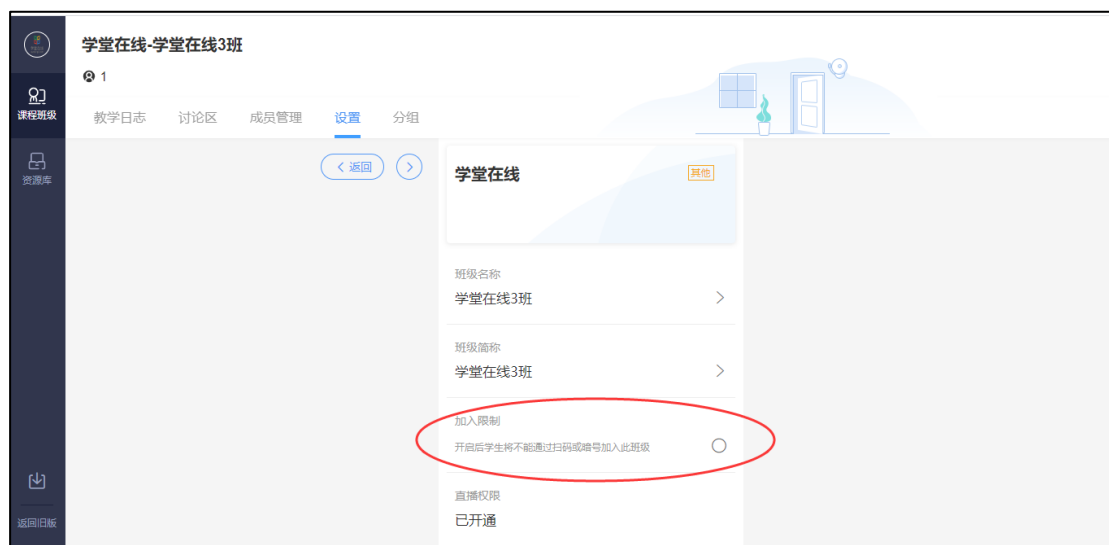 学堂在线-学堂在线3班
1
课程班级
教学日志 讨论区 成员管理 设置 分组
资源库
返回
学堂在线
其他
班级名称
学堂在线3班
班级简称
学堂在线3班
加入限制
开启后学生将不能通过扫码或暗号加入此班级
直播权限
已开通
返回旧版